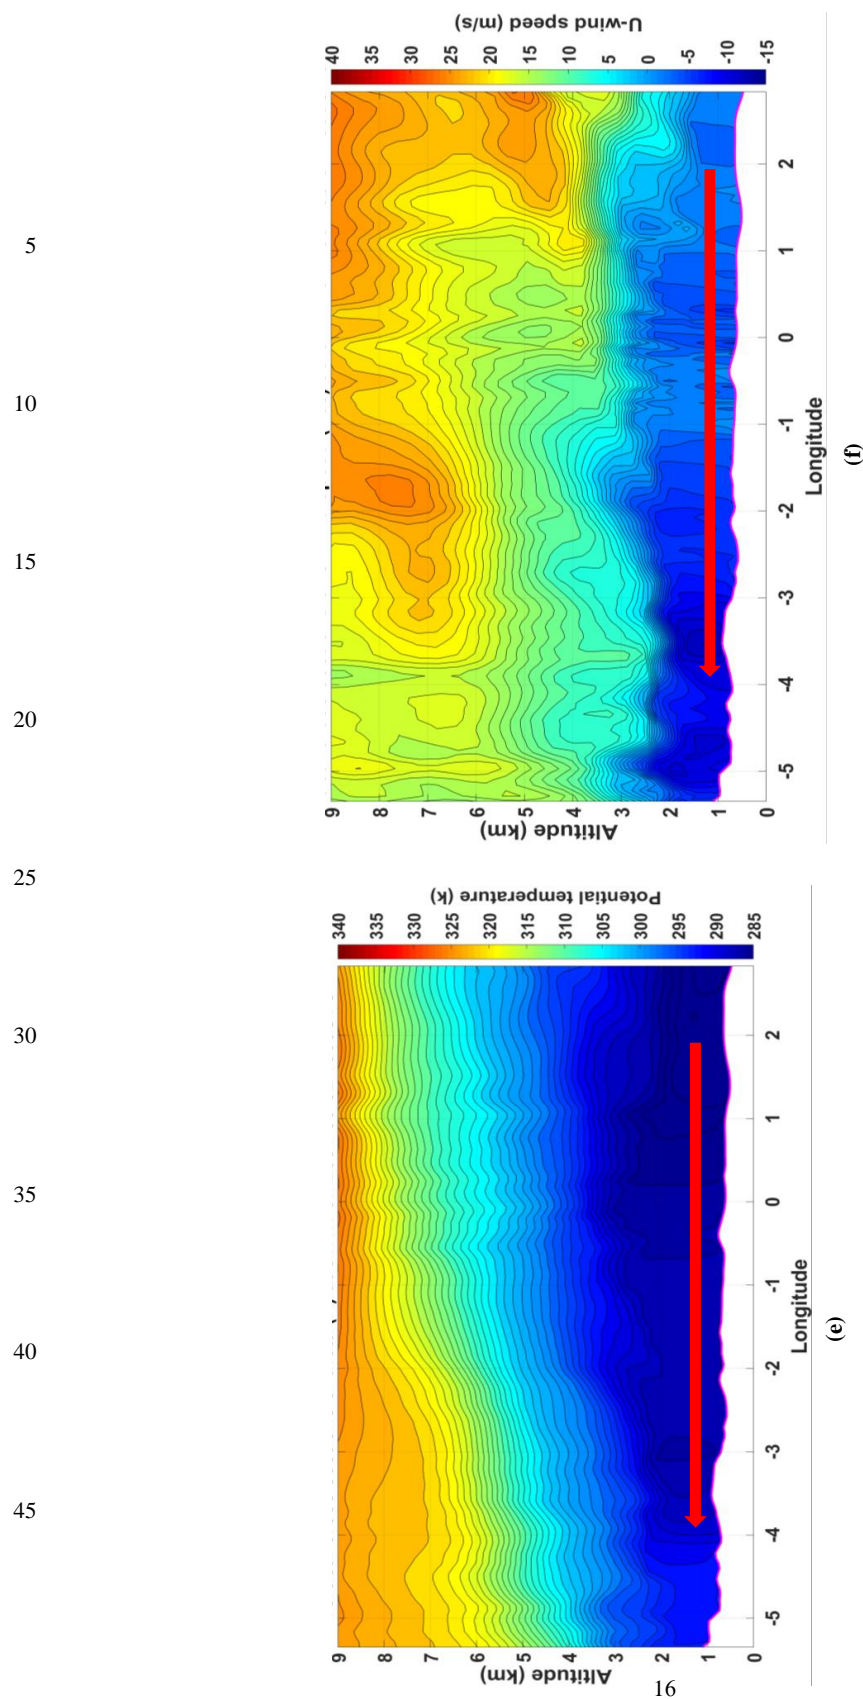 5
10
15
20
25
30
35
40
45
U-wind speed (m/s)
40 35 30 25 20 15 10 5 0 -5 -10 -15
9 8 7 6 5 4 3 2 1 0
Altitude (km)
-5 -4 -3 -2 -1 0 1 2
Longitude
(f)
Potential temperature (k)
340 335 330 325 320 315 310 305 300 295 290 285
9 8 7 6 5 4 3 2 1 0
Altitude (km)
-5 -4 -3 -2 -1 0 1 2
Longitude
(e)
16